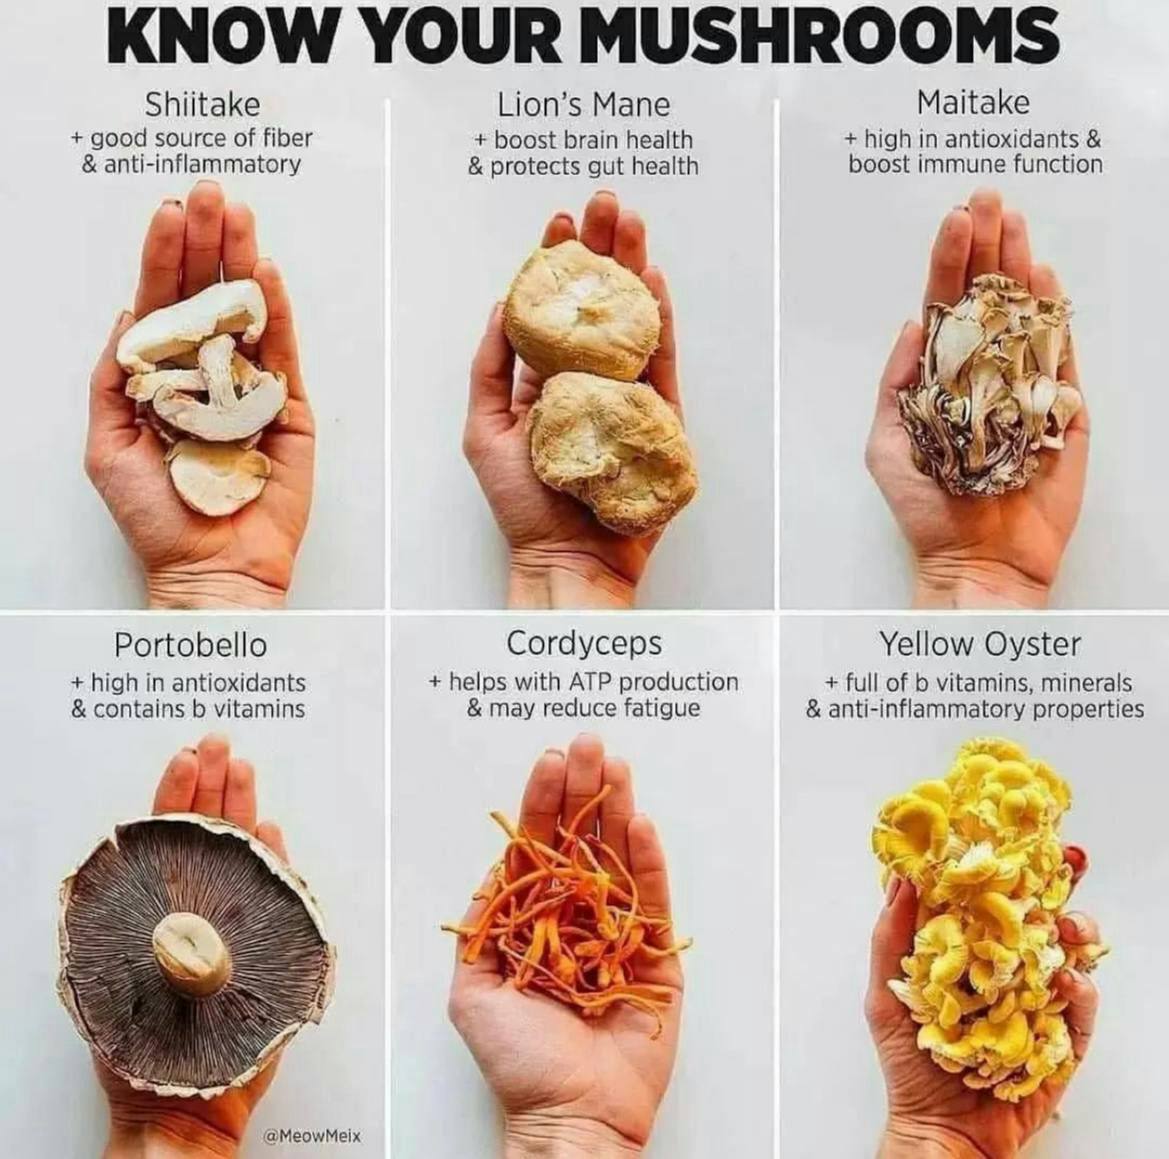 KNOW YOUR MUSHROOMS
Shiitake
+ good source of fiber
& anti-inflammatory
Lion's Mane
+ boost brain health
& protects gut health
Maitake
+ high in antioxidants &
boost immune function
Portobello
+ high in antioxidants
& contains b vitamins
Cordyceps
+ helps with ATP production
& may reduce fatigue
Yellow Oyster
+ full of b vitamins, minerals
& anti-inflammatory properties
@MeowMeix